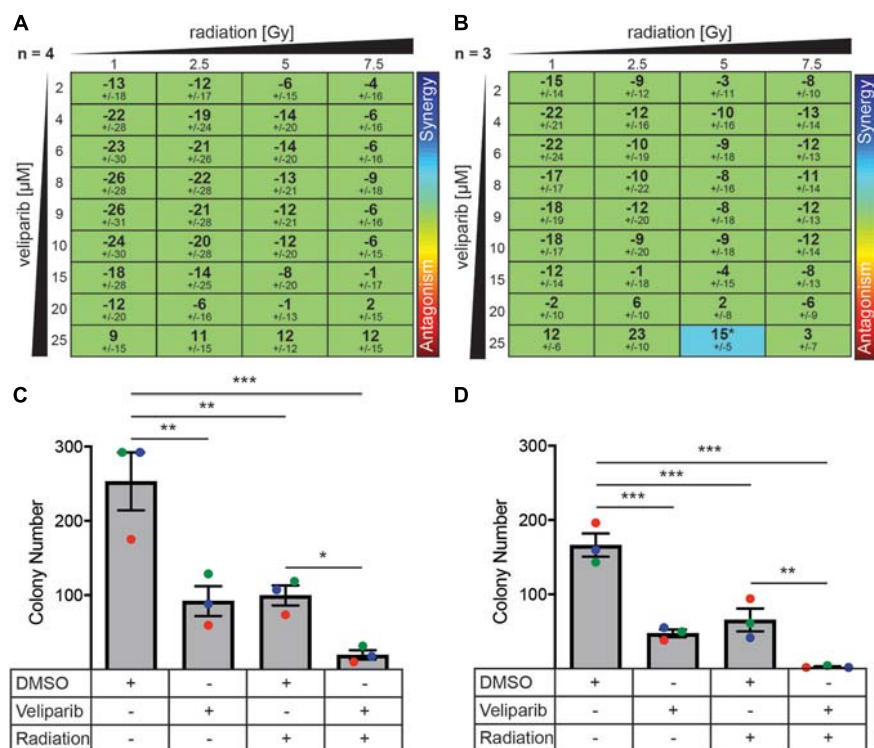 A
radiation [Gy]
n = 4
1 2.5 5 7.5
veliparib [µM]
2 -13 -12 -6 -4
+/-18 +/-17 +/-15 +/-16
4 -22 -19 -14 -6
+/-28 +/-24 +/-20 +/-16
6 -23 -21 -14 -6
+/-30 +/-26 +/-20 +/-16
8 -26 -22 -13 -9
+/-28 +/-28 +/-21 +/-18
9 -26 -21 -12 -6
+/-31 +/-28 +/-21 +/-16
10 -24 -20 -12 -6
+/-30 +/-28 +/-20 +/-15
15 -18 -14 -8 -1
+/-28 +/-25 +/-20 +/-17
20 -12 -6 -1 2
+/-20 +/-16 +/-13 +/-15
25 9 11 12 12
+/-15 +/-15 +/-12 +/-15
Synergy
Antagonism
B
radiation [Gy]
n = 3
1 2.5 5 7.5
veliparib [µM]
2 -15 -9 -3 -8
+/-14 +/-12 +/-11 +/-10
4 -22 -12 -10 -13
+/-21 +/-16 +/-16 +/-14
6 -22 -10 -9 -12
+/-24 +/-19 +/-18 +/-13
8 -17 -10 -8 -11
+/-17 +/-22 +/-16 +/-14
9 -18 -12 -8 -12
+/-19 +/-20 +/-18 +/-13
10 -18 -9 -9 -12
+/-17 +/-20 +/-18 +/-14
15 -12 -1 -4 -8
+/-14 +/-18 +/-15 +/-13
20 -2 6 2 -6
+/-10 +/-10 +/-8 +/-9
25 12 23 15* 3
+/-6 +/-10 +/-5 +/-7
Synergy
Antagonism
C
***
**
**
*
300
200
100
Colony Number
DMSO + - + -
Veliparib - + - +
Radiation - - + +
D
***
***
***
**
300
200
100
Colony Number
DMSO + - + -
Veliparib - + - +
Radiation - - + +